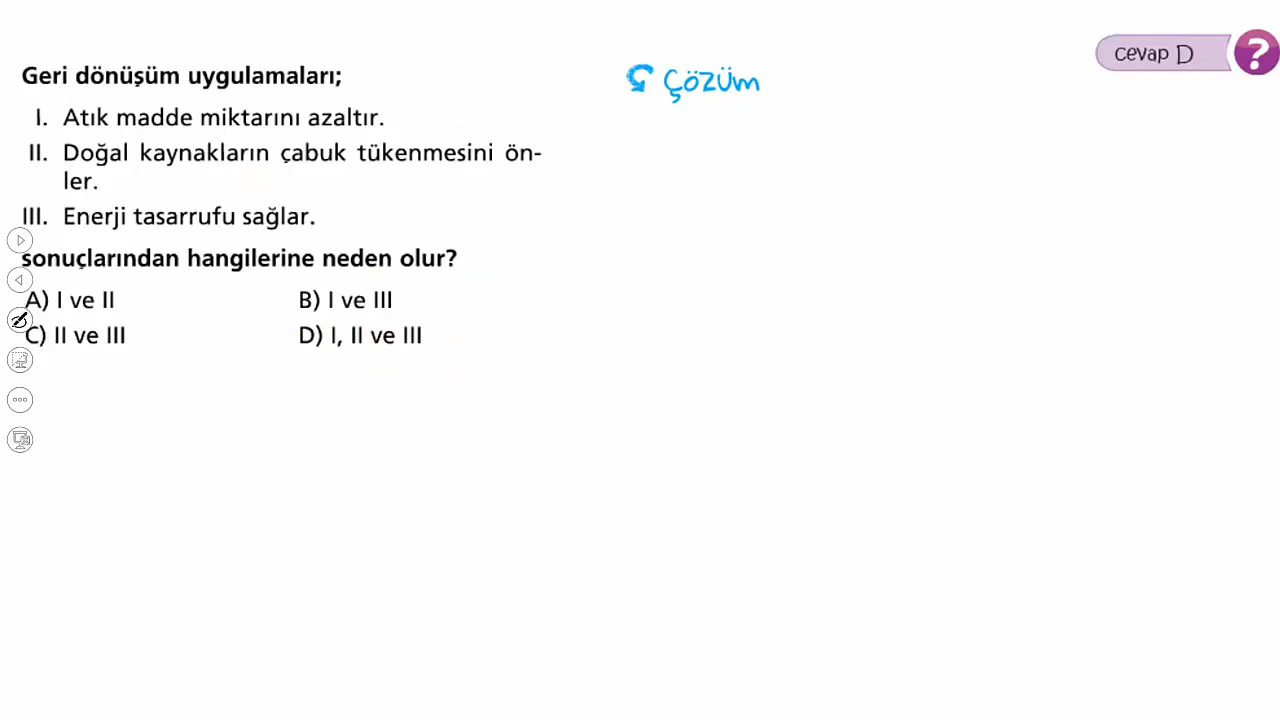 Geri dönüşüm uygulamaları;
I. Atık madde miktarını azaltır.
II. Doğal kaynakların çabuk tükenmesini ön-
ler.
III. Enerji tasarrufu sağlar.
sonuçlarından hangilerine neden olur?
A) I ve II B) I ve III
C) II ve III D) I, II ve III
Çözüm
Cevap D
?